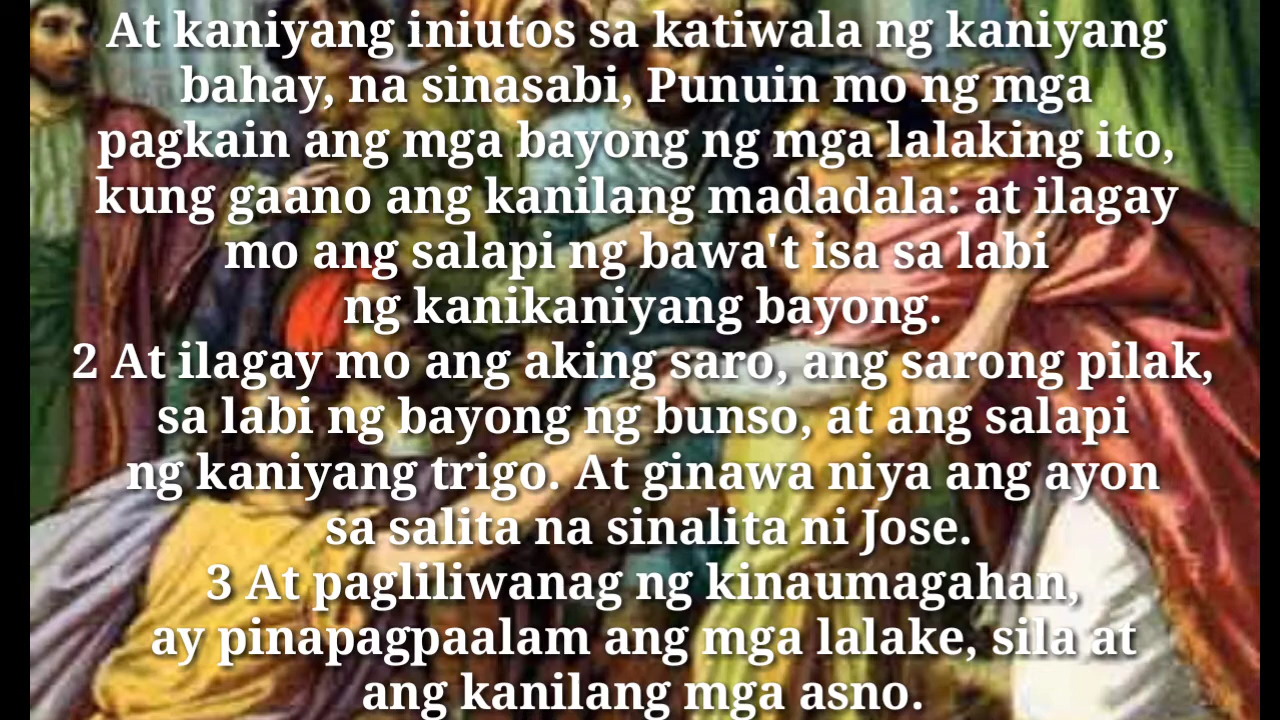 At kaniyang iniutos sa katiwala ng kaniyang
bahay, na sinasabi, Punuin mo ng mga
pagkain ang mga bayong ng mga lalaking ito,
kung gaano ang kanilang madadala: at ilagay
mo ang salapi ng bawa't isa sa labi
ng kanikaniyang bayong.
2 At ilagay mo ang aking saro, ang sarong pilak,
sa labi ng bayong ng bunso, at ang salapi
ng kaniyang trigo. At ginawa niya ang ayon
sa salita na sinalita ni Jose.
3 At pagliliwanag ng kinaumagahan,
ay pinapagpaalam ang mga lalake, sila at
ang kanilang mga asno.